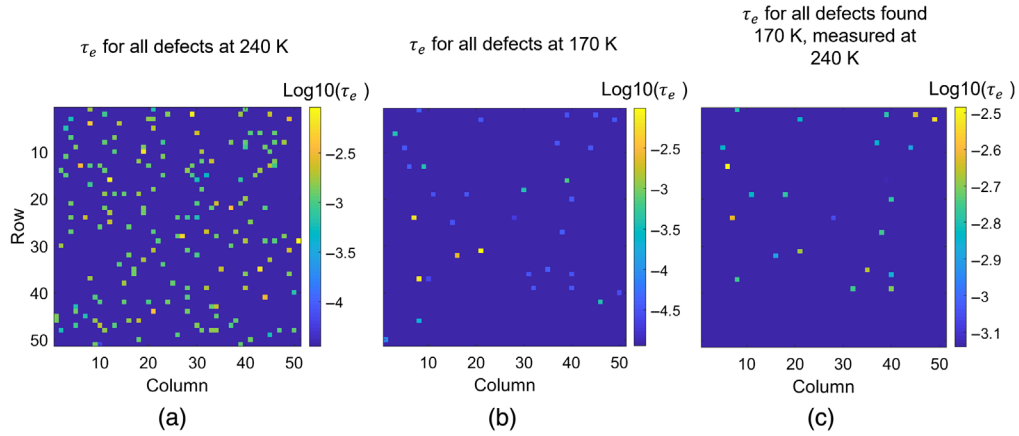 τe for all defects at 240 K
τe for all defects at 170 K
τe for all defects found
170 K, measured at
240 K
Log10(τe )
Log10(τe )
Log10(τe )
10
20
30
40
50
Row
10 20 30 40 50
Column
−2.5
−3
−3.5
−4
10 20 30 40 50
Column
−2.5
−3
−3.5
−4
−4.5
10 20 30 40 50
Column
−2.5
−2.6
−2.7
−2.8
−2.9
−3
−3.1
(a)
(b)
(c)